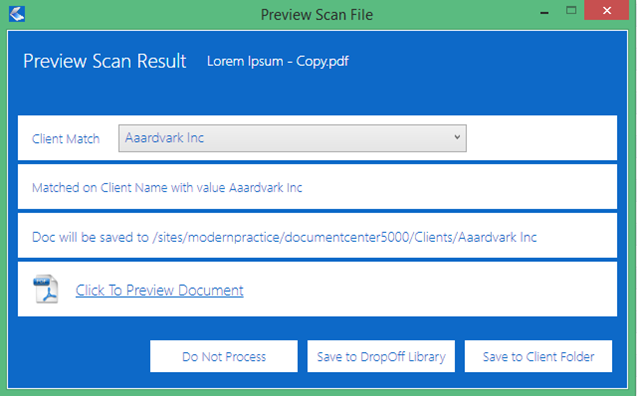 Preview Scan File
Preview Scan Result Lorem Ipsum - Copy.pdf
Client Match Aaardvark Inc
Matched on Client Name with value Aaardvark Inc
Doc will be saved to /sites/modernpractice/documentcenter5000/Clients/Aaardvark Inc
Click To Preview Document
Do Not Process Save to DropOff Library Save to Client Folder